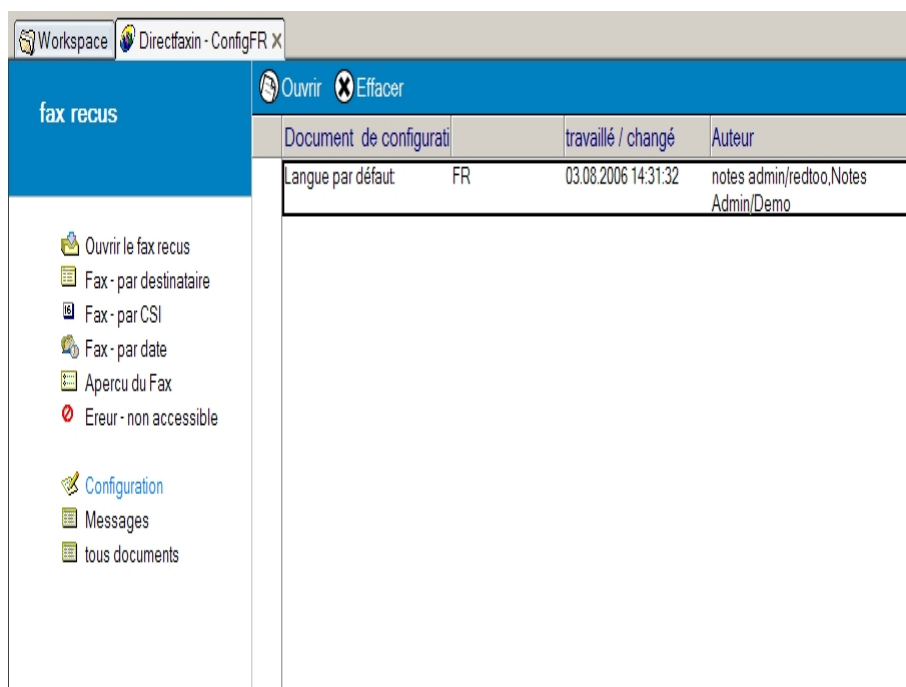 Workspace Directfaxin - ConfigFR
fax recus
Ouvrir Effacer
Document de configurati travaillé / changé Auteur
Langue par défaut FR 03.08.2006 14:31:32 notes admin/redtoo,Notes
Admin/Demo
Ouvrir le fax recus
Fax - par destinataire
16 Fax - par CSI
Fax - par date
Apercu du Fax
Ereur - non accessible
Configuration
Messages
tous documents